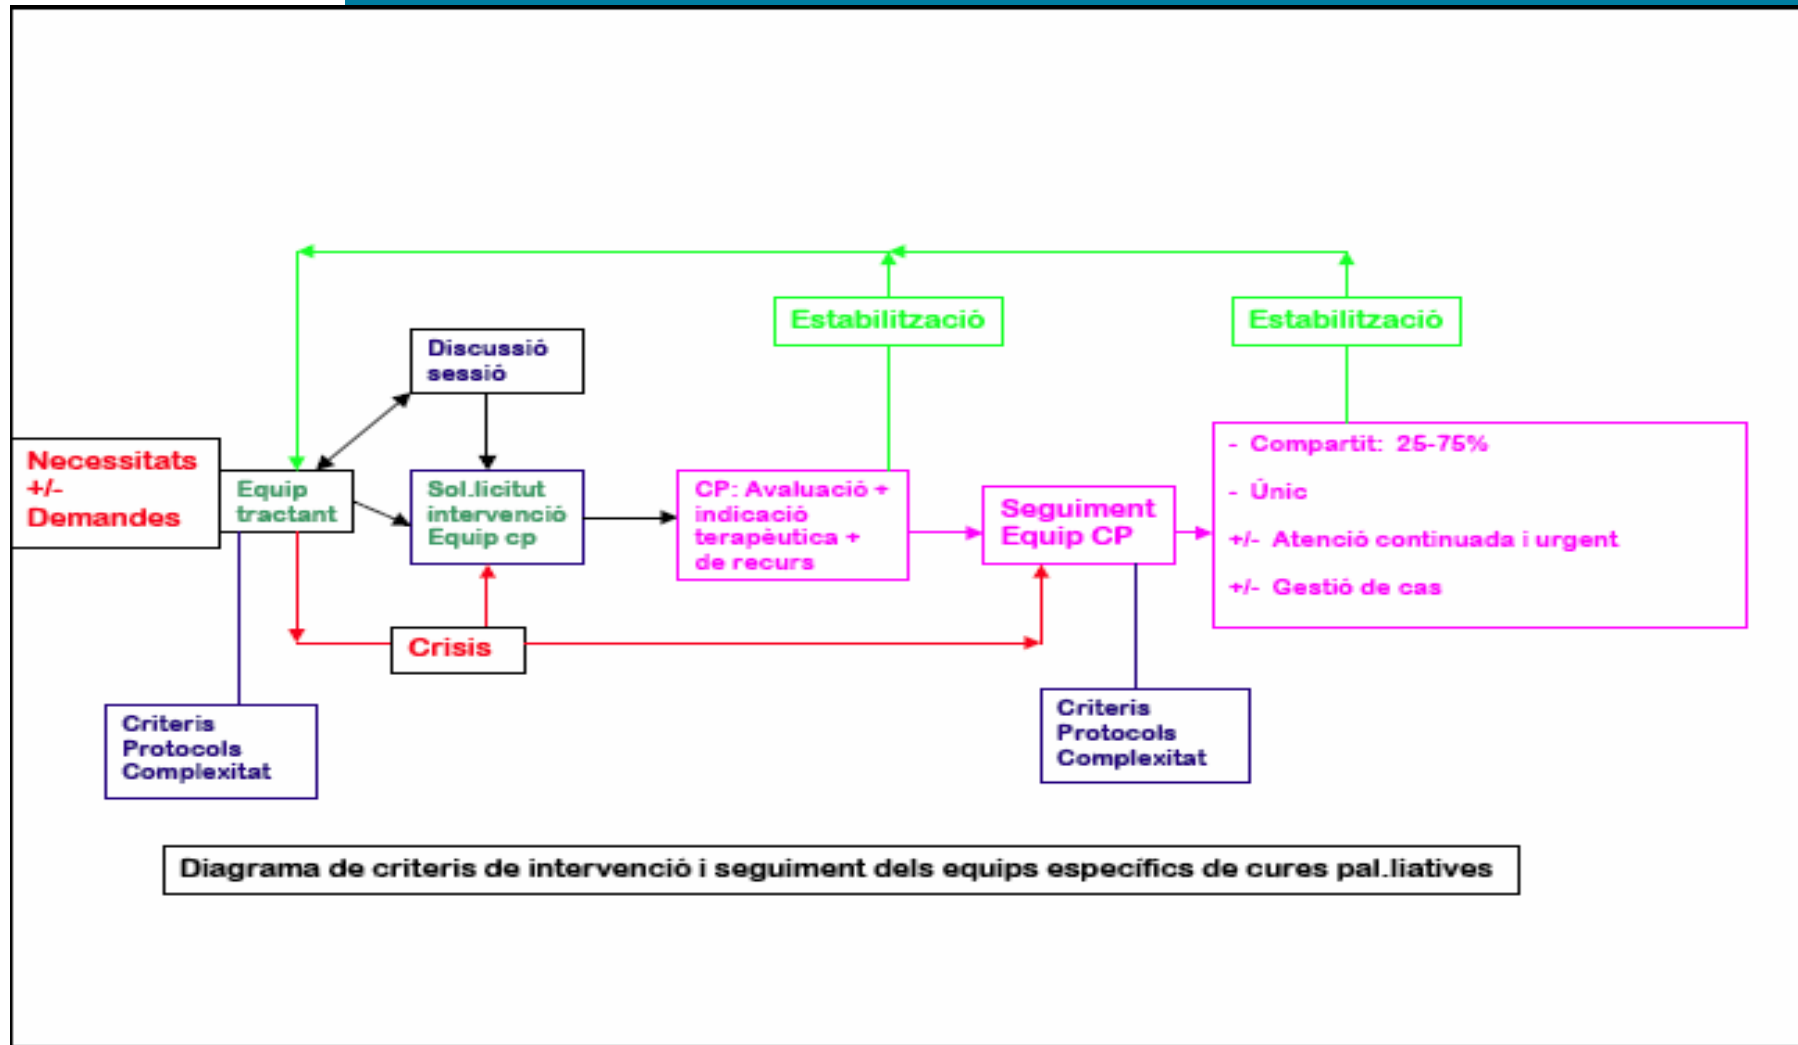 Estabilització
Estabilització
Discussió
sessió
Necessitats
+/-
Demandes
Equip
tractant
Sol.licitut
intervenció
Equip cp
CP: Avaluació +
indicació
terapèutica +
de recurs
Seguiment
Equip CP
- Compartit: 25-75%
- Únic
+/- Atenció continuada i urgent
+/- Gestió de cas
Crisis
Criteris
Protocols
Complexitat
Criteris
Protocols
Complexitat
Diagrama de criteris de intervenció i seguiment dels equips específics de cures pal.liatives